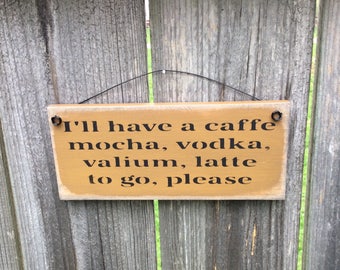 I'll have a caffe
mocha, vodka,
valium, latte
to go, please